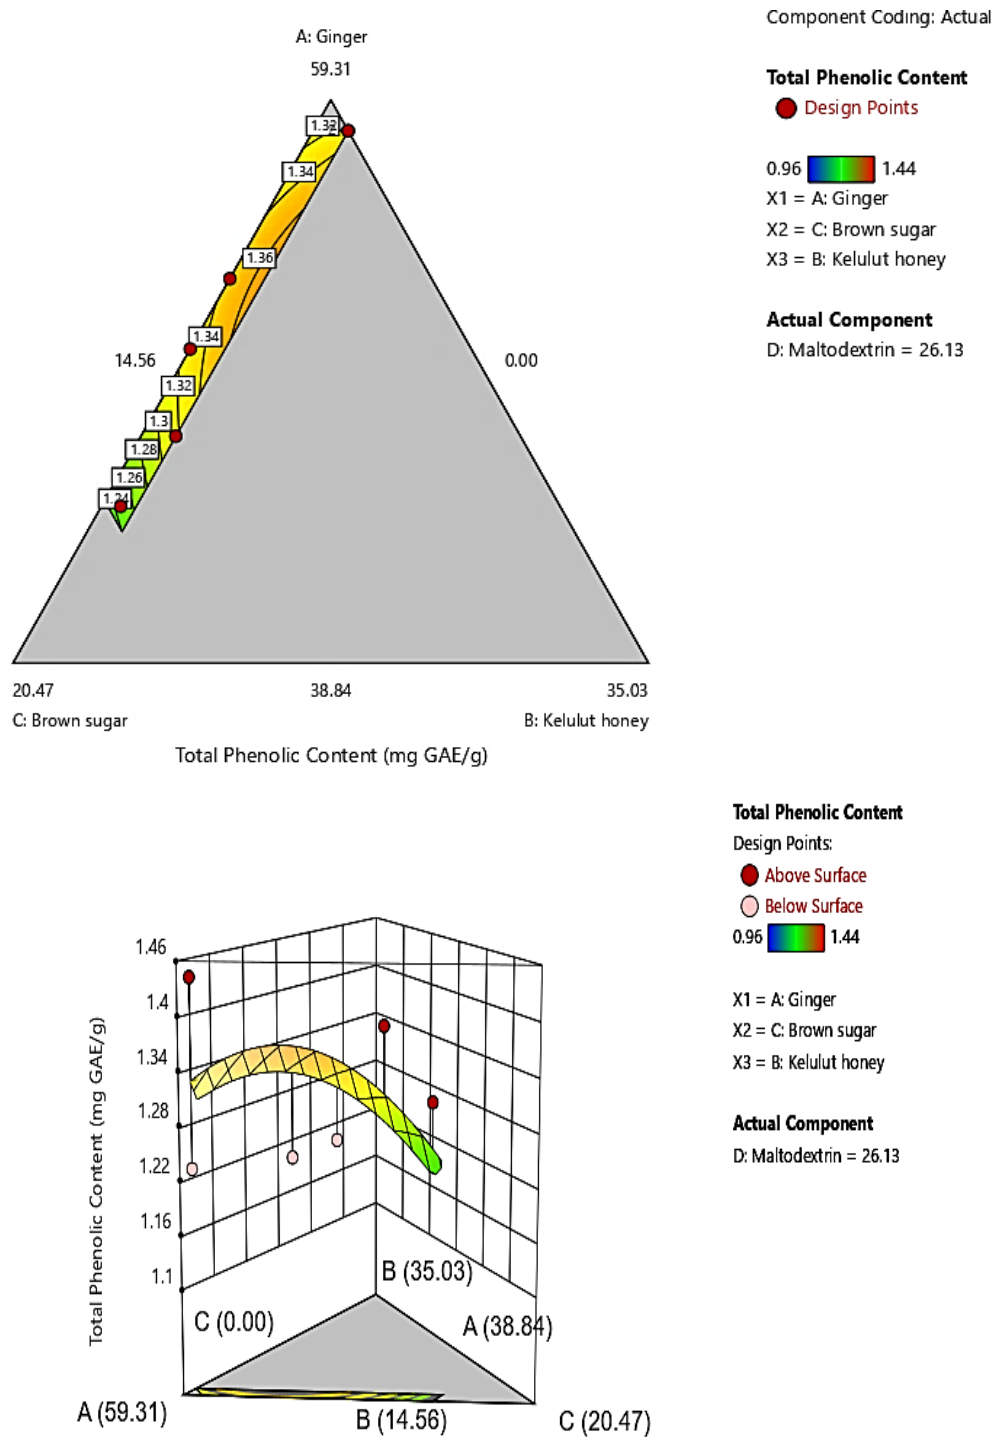 A: Ginger
59.31
Component Coding: Actual
Total Phenolic Content
Design Points
0.96 1.44
X1 = A: Ginger
X2 = C: Brown sugar
X3 = B: Kelulut honey
Actual Component
D: Maltodextrin = 26.13
1.32
1.34
1.36
1.34
1.32
1.3
1.28
1.26
1.24
14.56
0.00
20.47
38.84
35.03
C: Brown sugar
B: Kelulut honey
Total Phenolic Content (mg GAE/g)
Total Phenolic Content
Design Points:
Above Surface
Below Surface
0.96 1.44
X1 = A: Ginger
X2 = C: Brown sugar
X3 = B: Kelulut honey
Actual Component
D: Maltodextrin = 26.13
Total Phenolic Content (mg GAE/g)
1.46
1.4
1.34
1.28
1.22
1.16
1.1
B (35.03)
C (0.00)
A (38.84)
A (59.31)
B (14.56)
C (20.47)